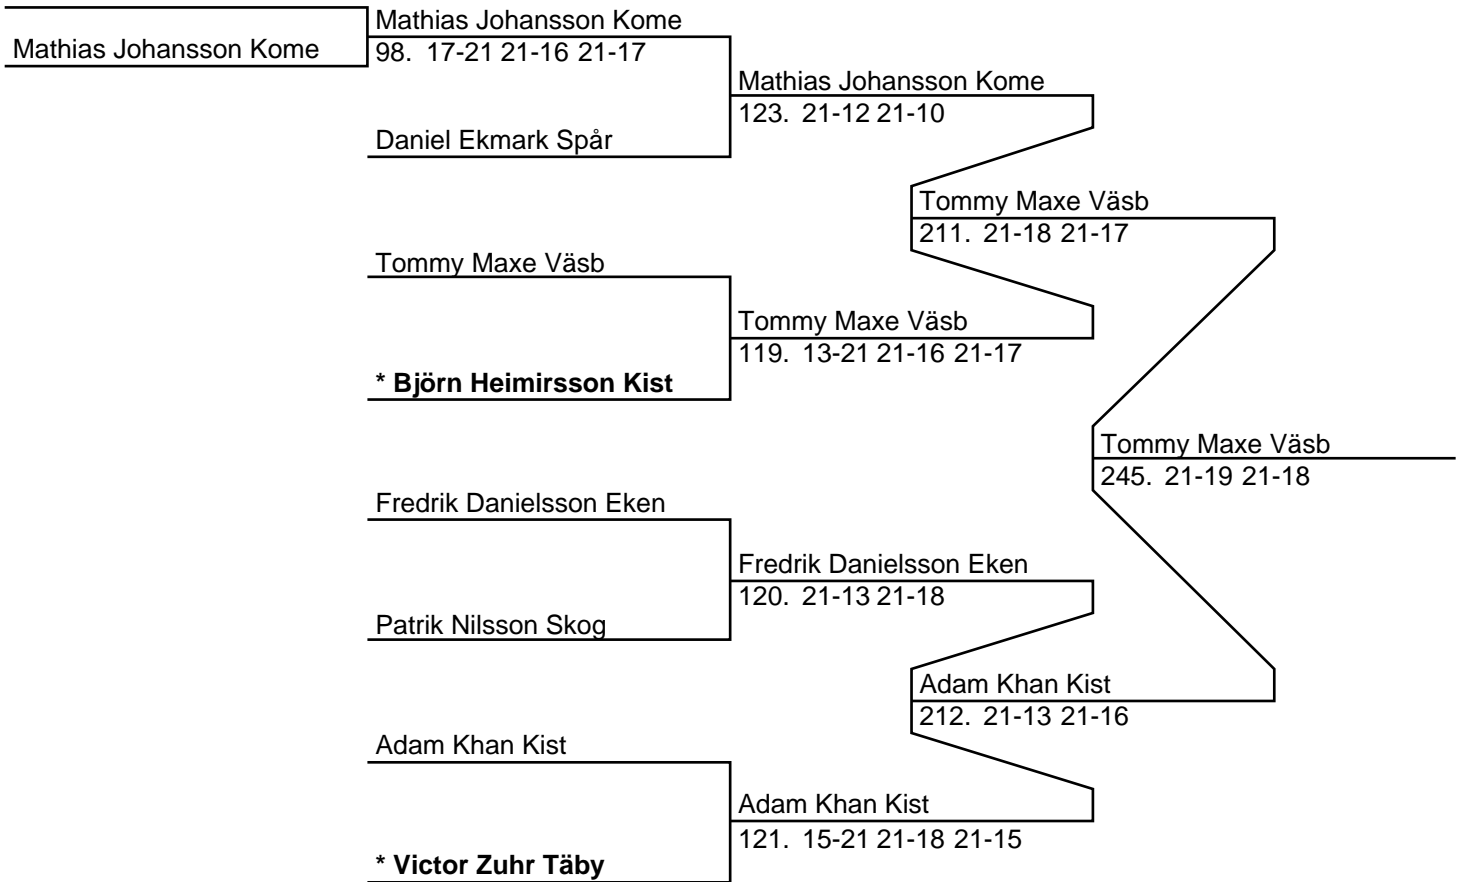 Mathias Johansson Kome
Mathias Johansson Kome
98. 17-21 21-16 21-17
Mathias Johansson Kome
123. 21-12 21-10
Daniel Ekmark Spår
Tommy Maxe Väsb
211. 21-18 21-17
Tommy Maxe Väsb
Tommy Maxe Väsb
119. 13-21 21-16 21-17
* Björn Heimirsson Kist
Tommy Maxe Väsb
245. 21-19 21-18
Fredrik Danielsson Eken
Fredrik Danielsson Eken
120. 21-13 21-18
Patrik Nilsson Skog
Adam Khan Kist
212. 21-13 21-16
Adam Khan Kist
Adam Khan Kist
121. 15-21 21-18 21-15
* Victor Zuhr Täby